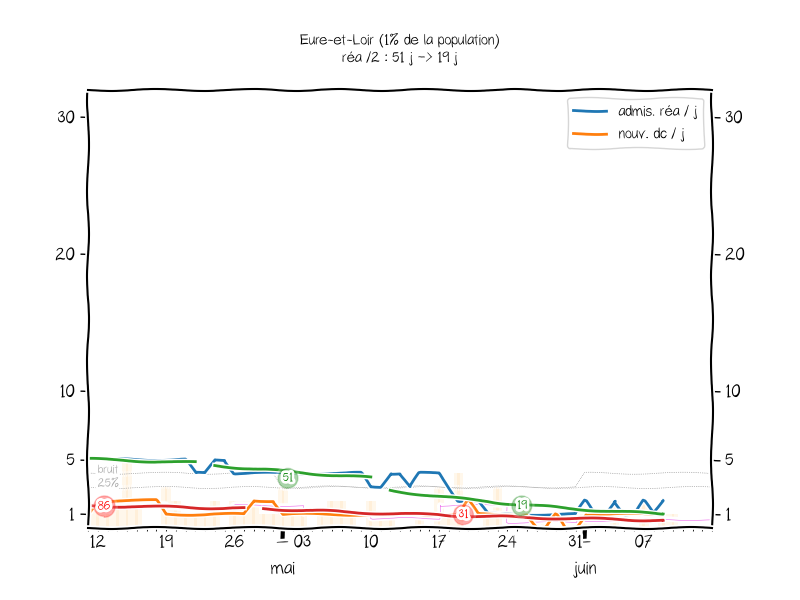 Eure-et-Loir (1% de la population)
réa /2 : 51 j -> 19 j
admis. réa / j
nouv. dc / j
30
30
20
20
10
10
5
5
1
1
bruit
25%
86
51
31
19
12 19 26 03 10 17 24 31 07
mai juin